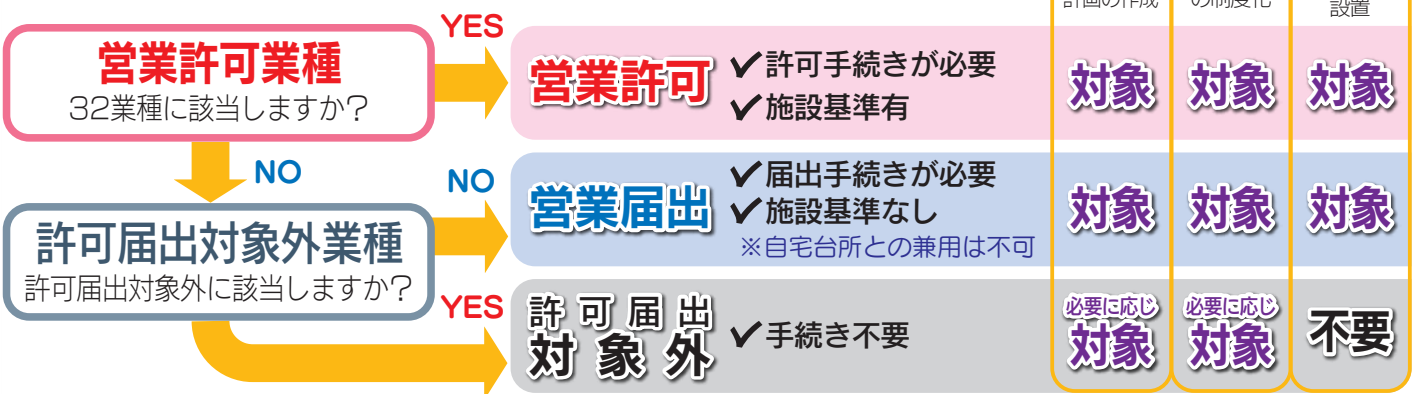 計画の作成
の制度化
設置
営業許可業種
32業種に該当しますか?
YES
営業許可
✓許可手続きが必要
✓施設基準有
対象
対象
対象
NO
許可届出対象外業種
許可届出対象外に該当しますか?
NO
営業届出
✓届出手続きが必要
✓施設基準なし
※自宅台所との兼用は不可
対象
対象
対象
YES
許可届出
対象外
✓手続き不要
必要に応じ
対象
必要に応じ
対象
不要